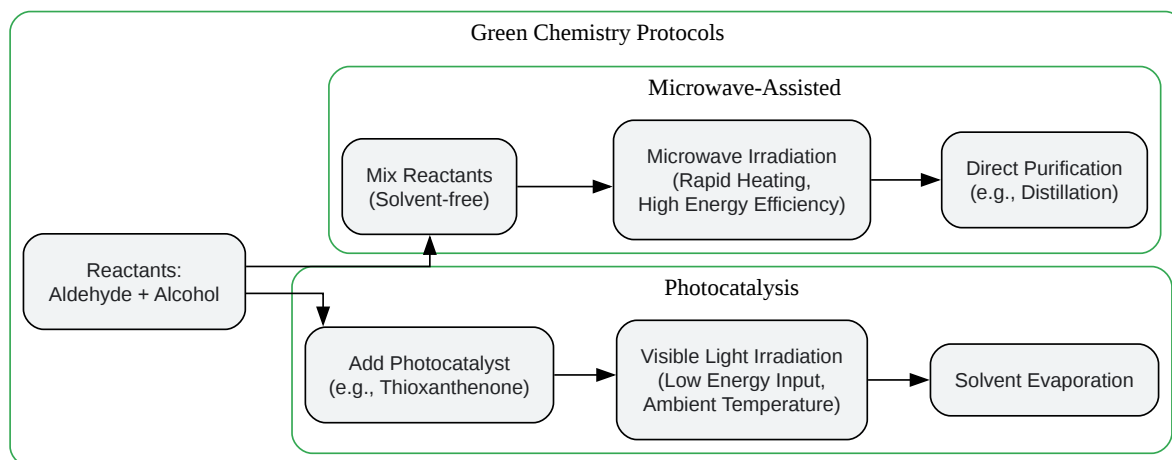 Green Chemistry Protocols
Microwave-Assisted
Mix Reactants
(Solvent-free)
Microwave Irradiation
(Rapid Heating,
High Energy Efficiency)
Direct Purification
(e.g., Distillation)
Reactants:
Aldehyde + Alcohol
Photocatalysis
Add Photocatalyst
(e.g., Thioxanthenone)
Visible Light Irradiation
(Low Energy Input,
Ambient Temperature)
Solvent Evaporation